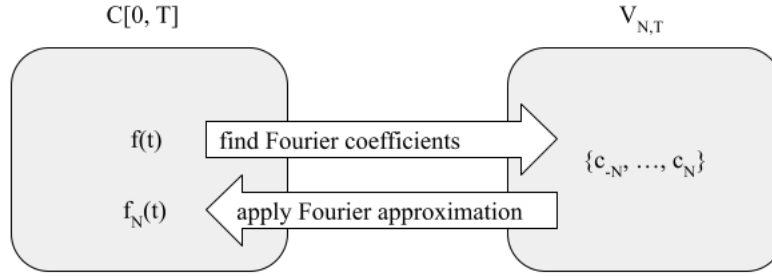 C[0, T]
V_{N,T}
f(t)
find Fourier coefficients
{c_{-N}, …, c_N}
f_N(t)
apply Fourier approximation